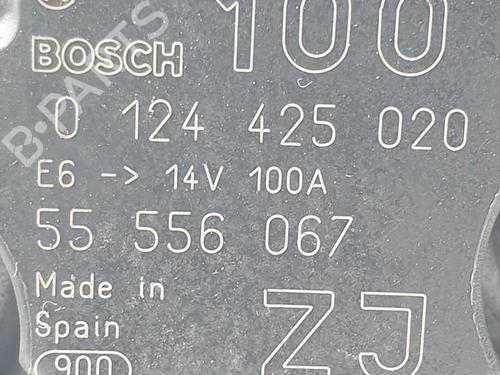 100
BOSCH
0 124 425 020
E6 -> 14V 100A
55 556 067
Made in
Spain
ZJ
900
B-PARTS